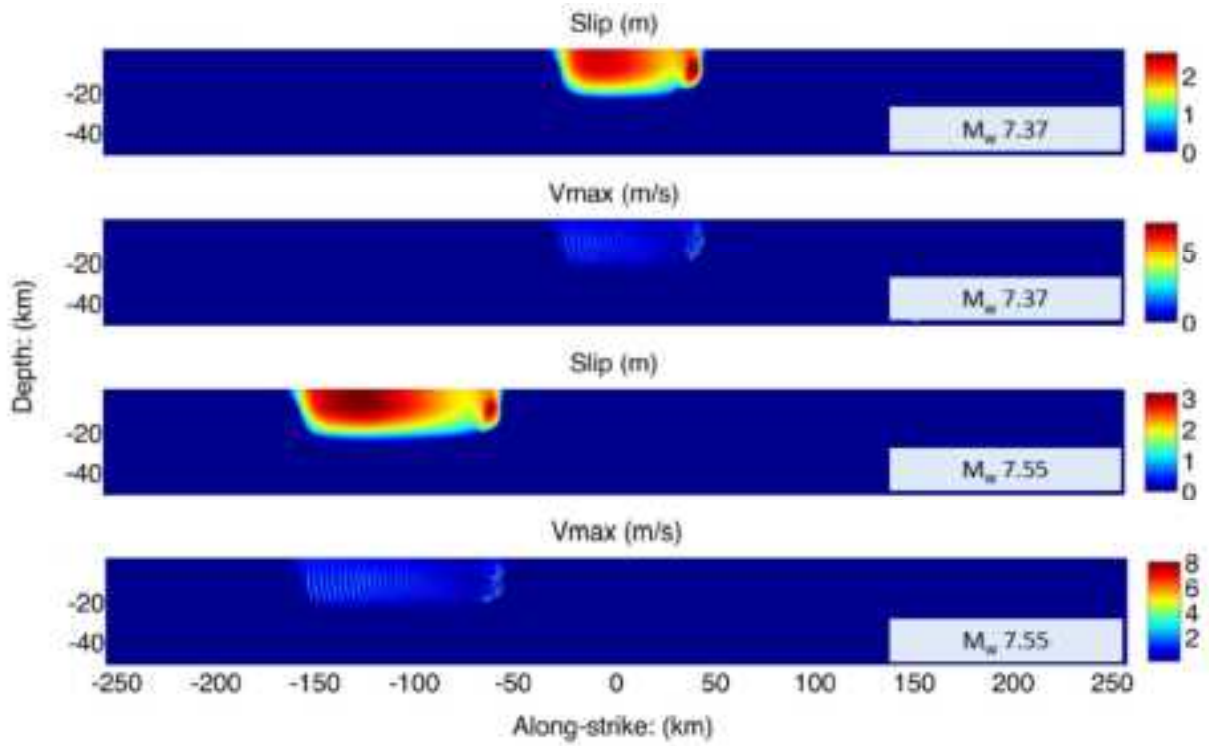 Slip (m)
-20
-40
M_w 7.37
2
1
0
Vmax (m/s)
-20
-40
M_w 7.37
5
0
Depth: (km)
Slip (m)
-20
-40
M_w 7.55
3
2
1
0
Vmax (m/s)
-20
-40
M_w 7.55
8
6
4
2
-250 -200 -150 -100 -50 0 50 100 150 200 250
Along-strike: (km)